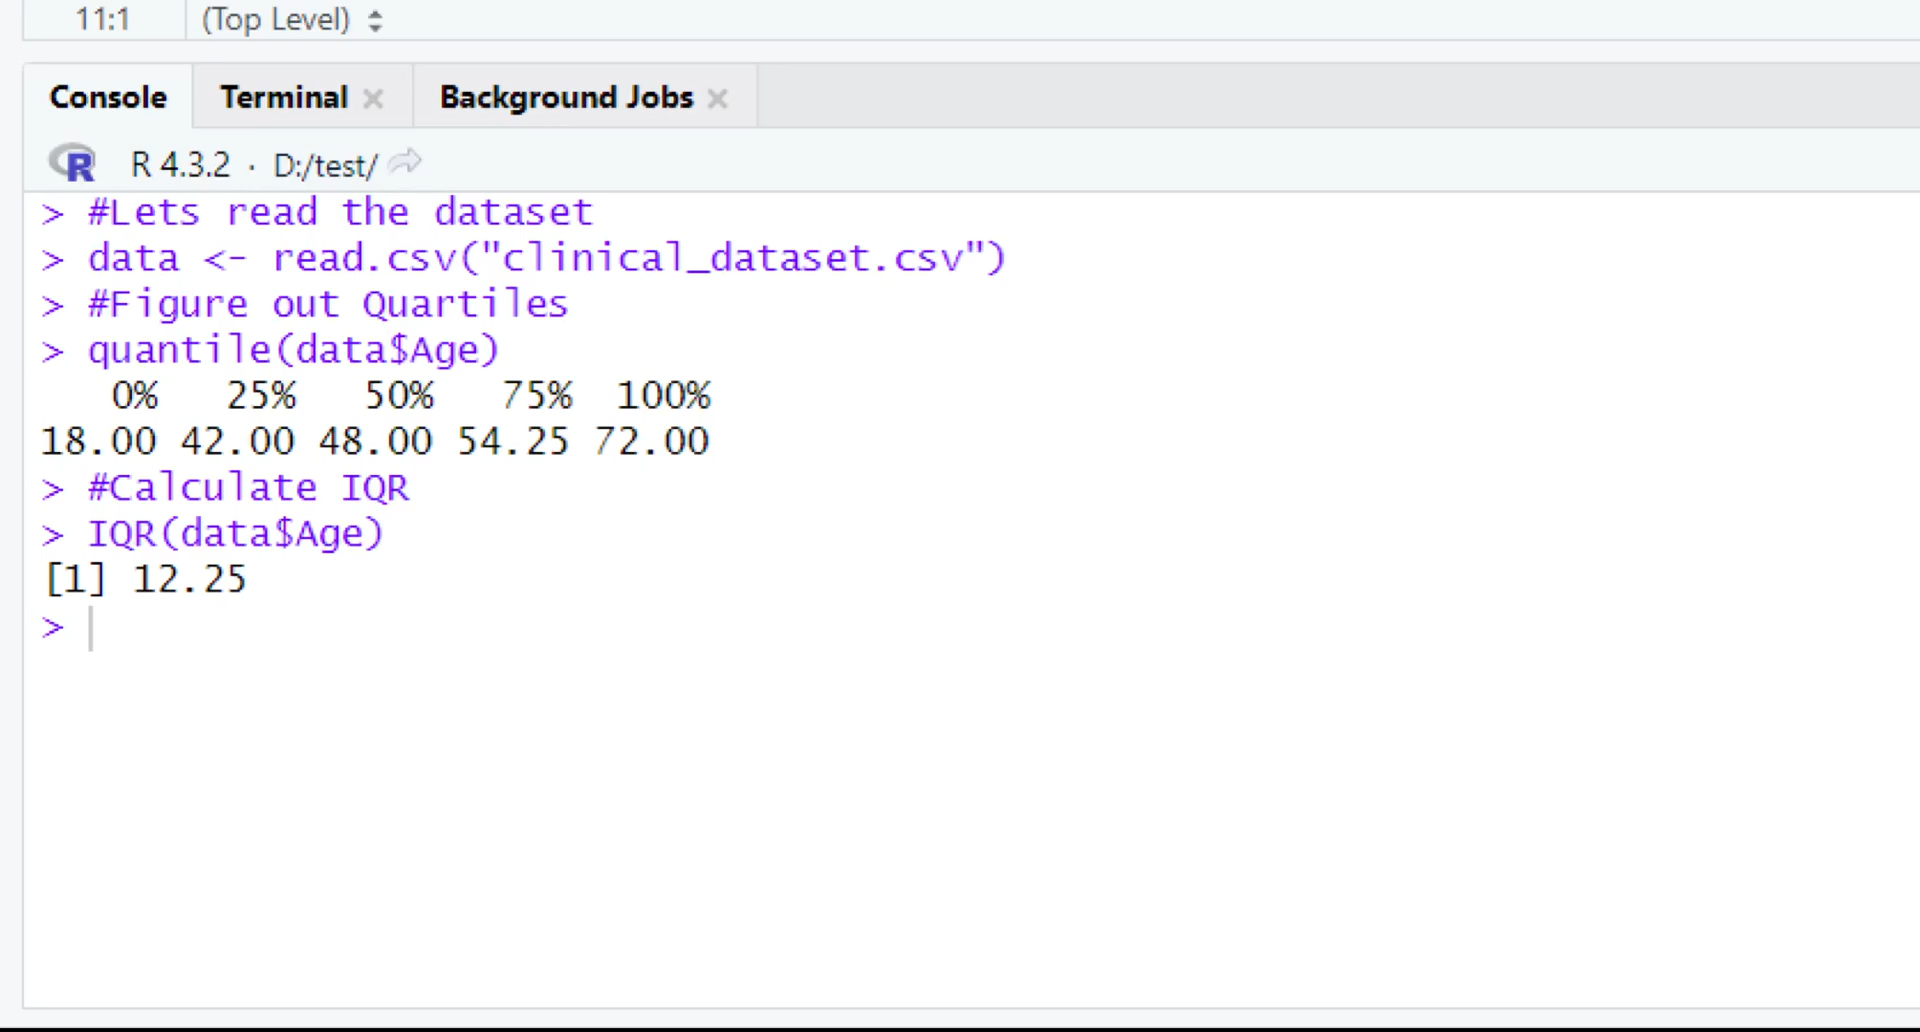 11:1 (Top Level)
Console Terminal Background Jobs
R R 4.3.2 · D:/test/
> #Lets read the dataset
> data <- read.csv("clinical_dataset.csv")
> #Figure out Quartiles
> quantile(data$Age)
0% 25% 50% 75% 100%
18.00 42.00 48.00 54.25 72.00
> #Calculate IQR
> IQR(data$Age)
[1] 12.25
>